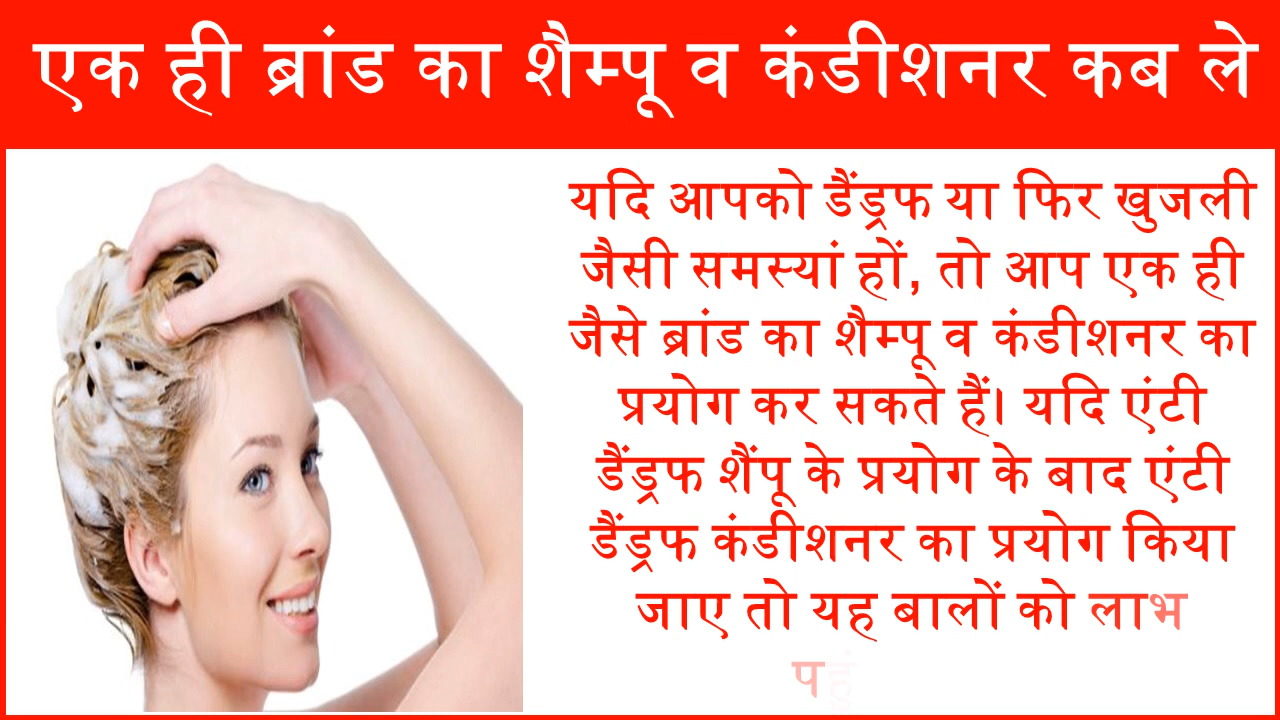 एक ही ब्रांड का शैम्पू व कंडीशनर कब ले
यदि आपको डैंड्रफ या फिर खुजली
जैसी समस्यां हों, तो आप एक ही
जैसे ब्रांड का शैम्पू व कंडीशनर का
प्रयोग कर सकते हैं। यदि एंटी
डैंड्रफ शैंपू के प्रयोग के बाद एंटी
डैंड्रफ कंडीशनर का प्रयोग किया
जाए तो यह बालों को लाभ